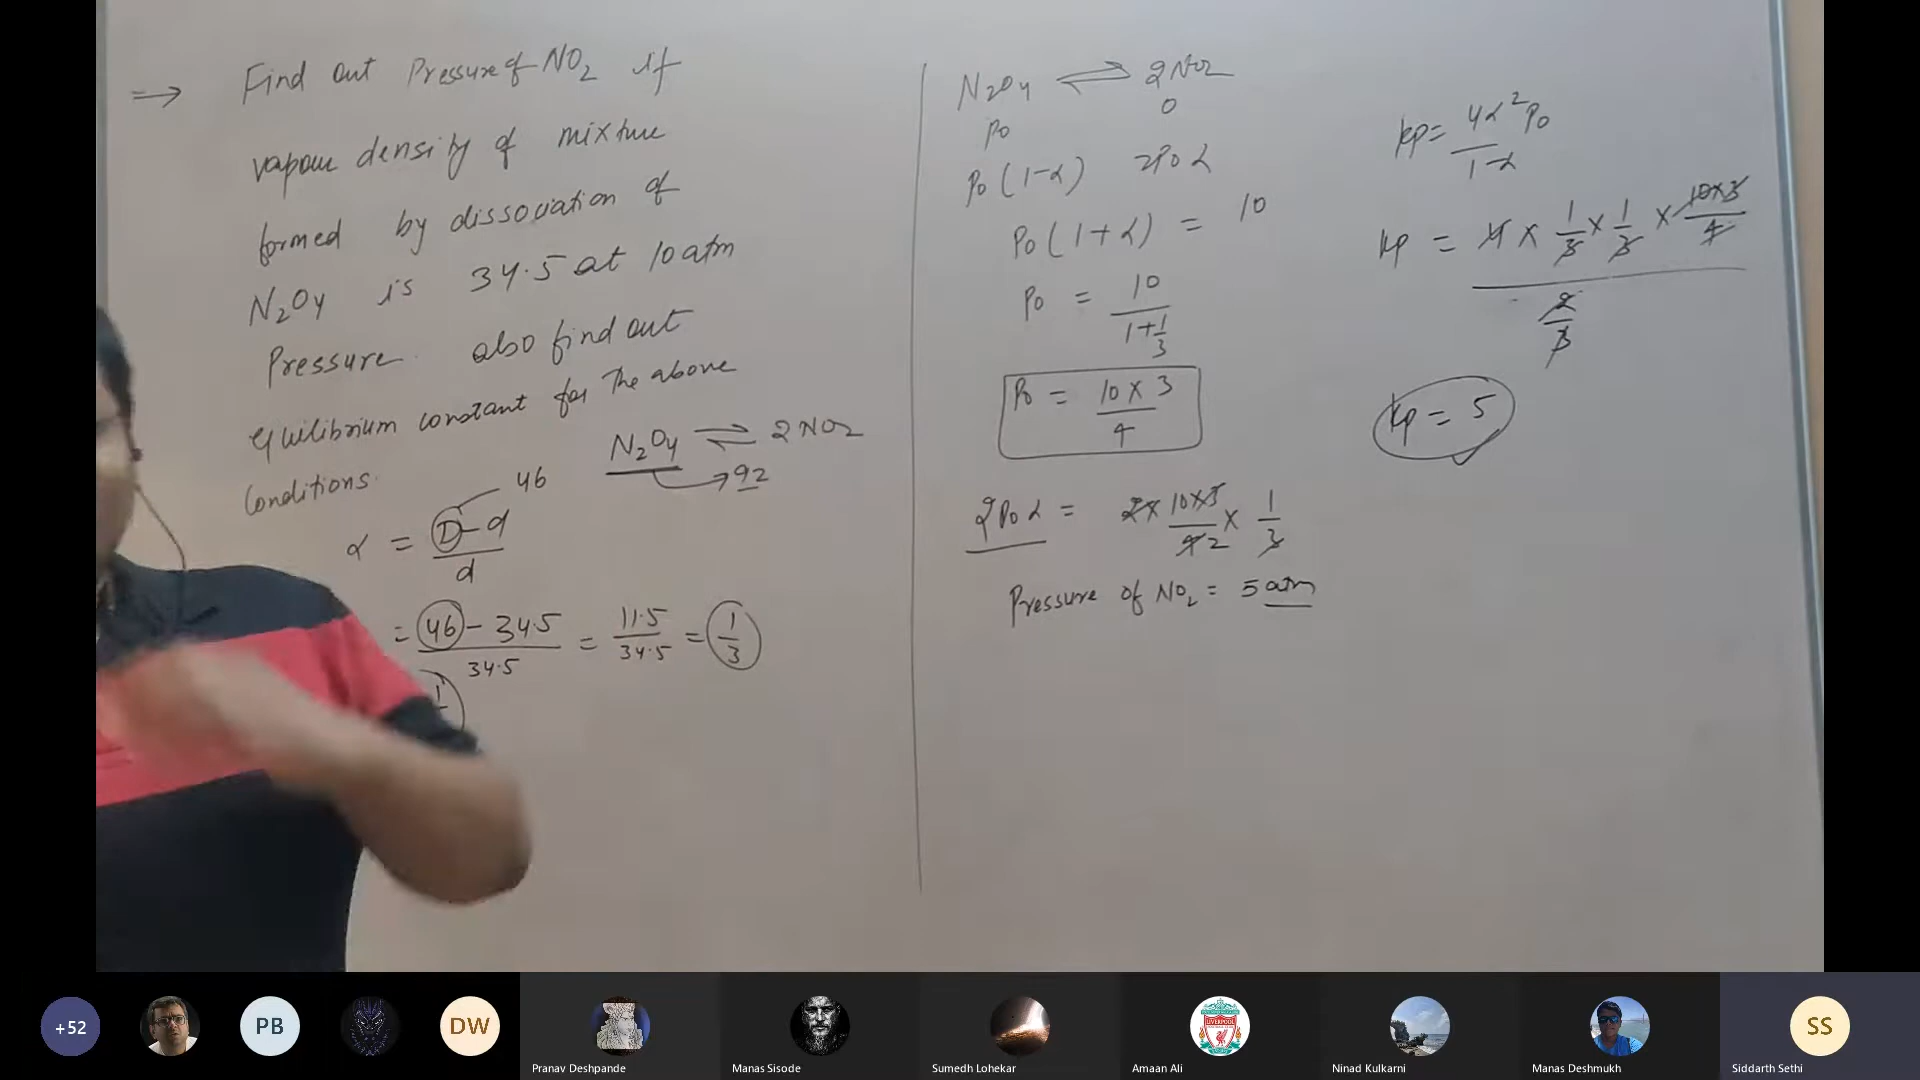 → Find out Pressure of NO2 if
vapour density of mixture
formed by dissociation of
N2O4 is 34.5 at 10 atm
Pressure. also find out
equilibrium constant for The above
conditions.
N2O4 ⇌ 2NO2
92
46
α = D-d
d
= 46 - 34.5 = 11.5 = 1
34.5 34.5 3
1
N2O4 ⇌ 2NO2
P0 0
P0(1-α) 2P0α
P0(1+α) = 10
P0 = 10
1+1
3
P0 = 10 x 3
4
2P0α = 2x 10x3 x 1
4 2 3
Pressure of NO2 = 5 atm
kp = 4α²P0
1-α
kp = 4 x 1 x 1 x 10x3
3 3 4
2
3
kp = 5
+52
PB
DW
Pranav Deshpande
Manas Sisode
Sumedh Lohekar
LIVERPOOL
Amaan Ali
Ninad Kulkarni
Manas Deshmukh
SS
Siddarth Sethi